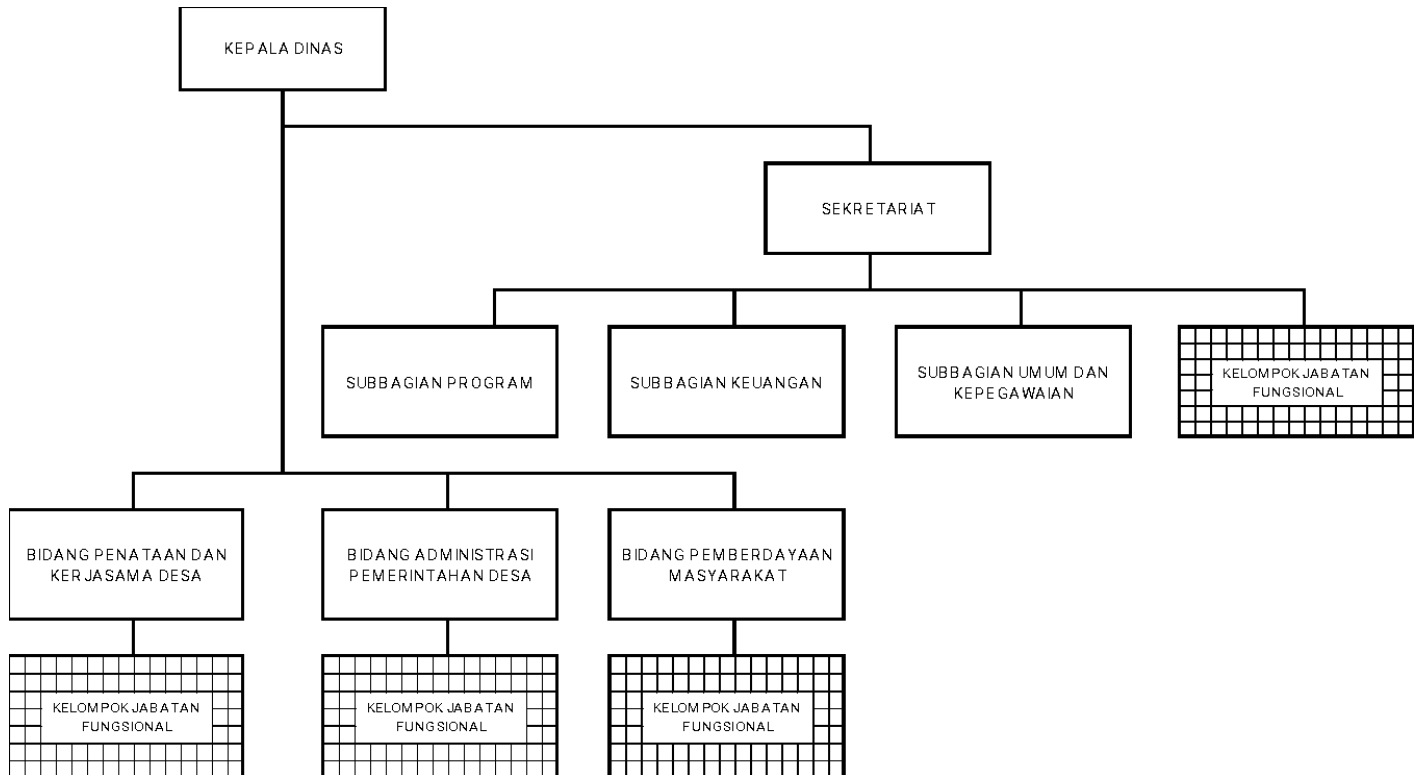 KEPALA DINAS
SEKRETARIAT
SUBBAGIAN PROGRAM
SUBBAGIAN KEUANGAN
SUBBAGIAN UMUM DAN
KEPEGAWAIAN
KELOMPOK JABATAN
FUNGSIONAL
BIDANG PENATAAN DAN
KERJASAMA DESA
BIDANG ADMINISTRASI
PEMERINTAHAN DESA
BIDANG PEMBERDAYAAN
MASYARAKAT
KELOMPOK JABATAN
FUNGSIONAL
KELOMPOK JABATAN
FUNGSIONAL
KELOMPOK JABATAN
FUNGSIONAL